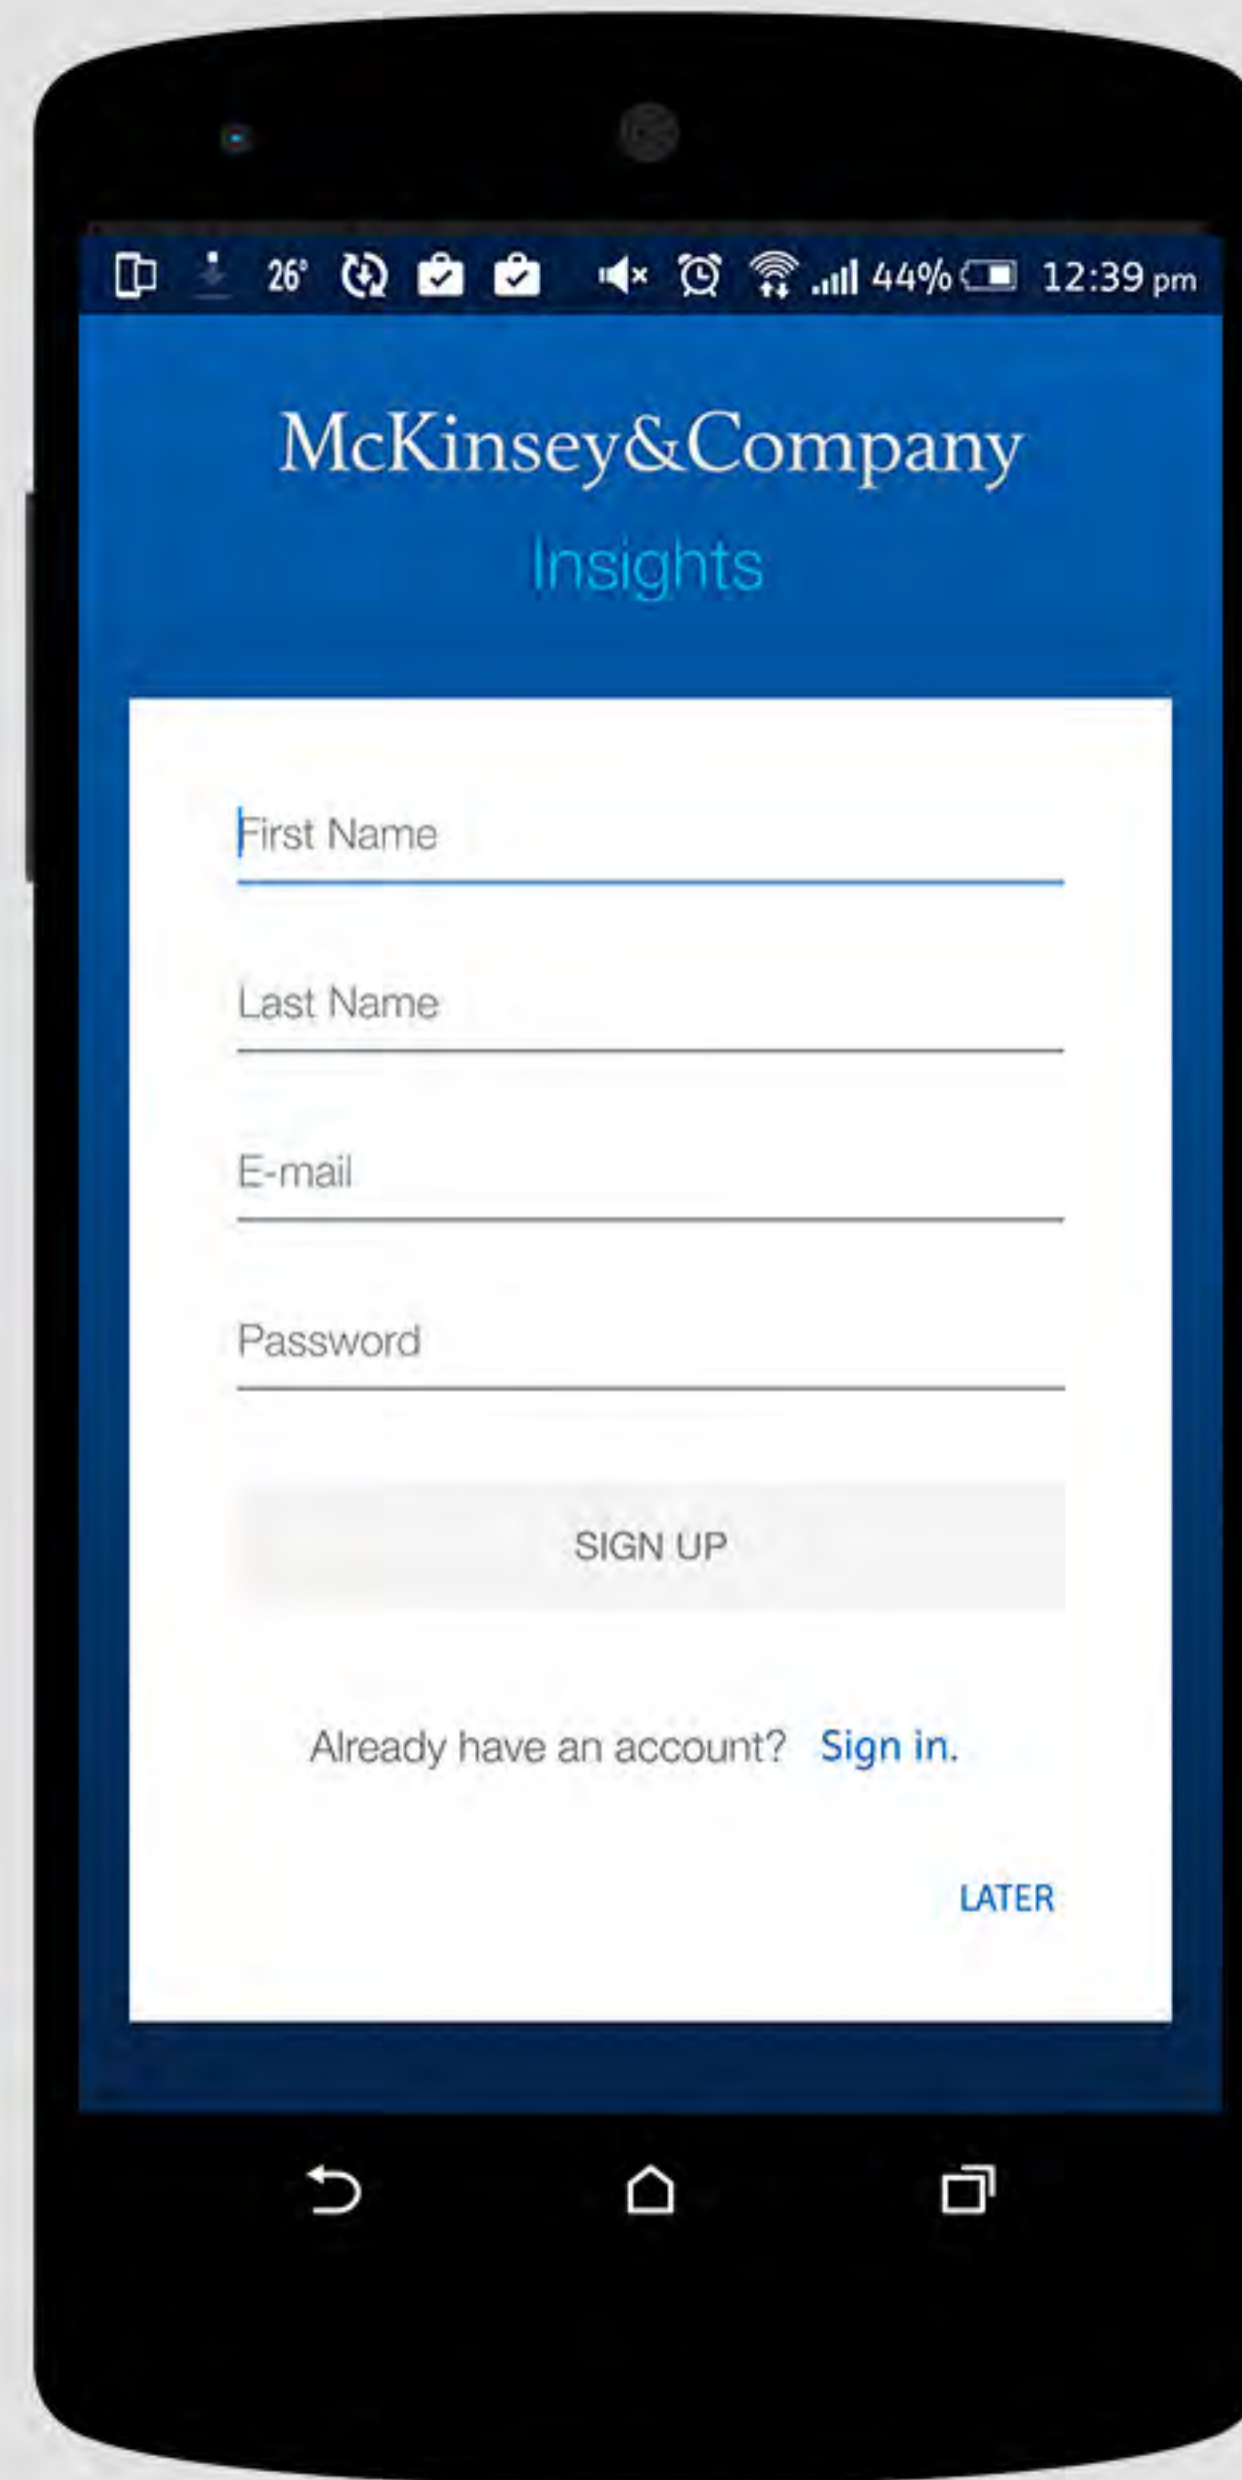 26° 44% 12:39 pm
McKinsey&Company
Insights
First Name
Last Name
E-mail
Password
SIGN UP
Already have an account? Sign in.
LATER